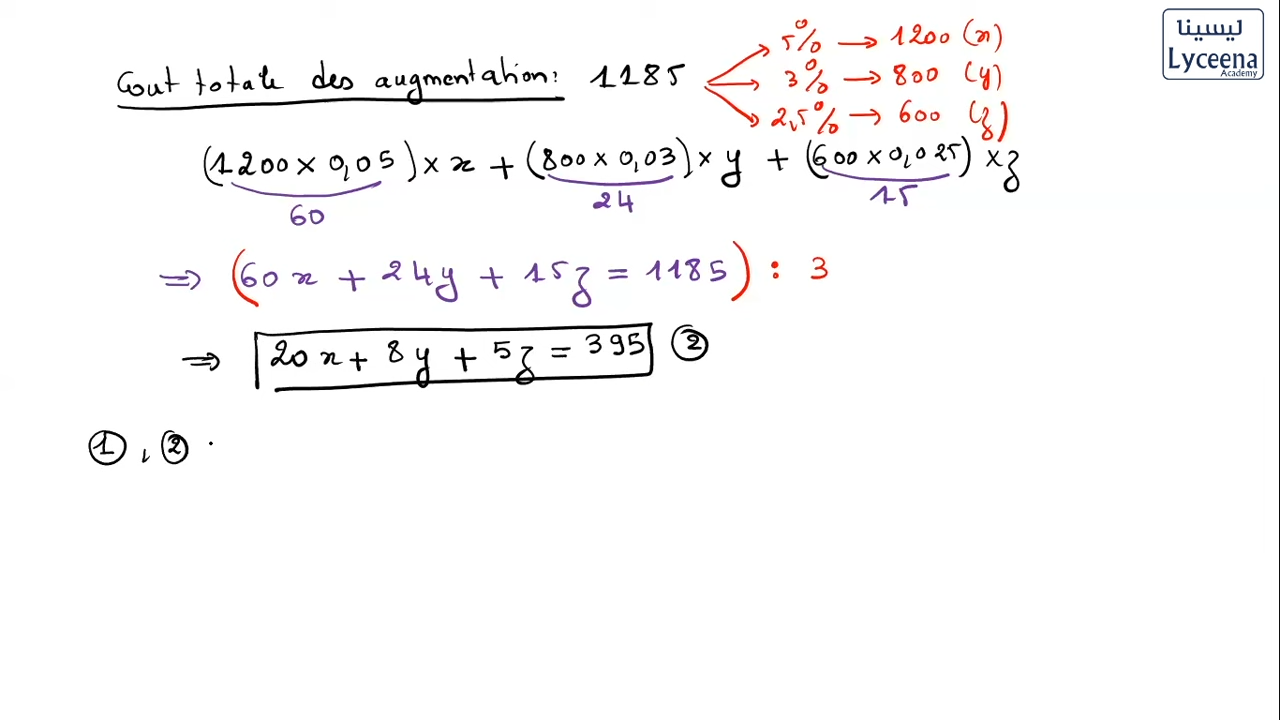 ليسينا
Lyceena
Academy
5% → 1200 (x)
Cout totale des augmentation: 1185 3% → 800 (y)
2,5% → 600 (z)
(1200 × 0,05) × x + (800 × 0,03) × y + (600 × 0,025) × z
60 24 15
⇒ (60x + 24y + 15z = 1185) : 3
⇒ 20x + 8y + 5z = 395 ②
①, ②